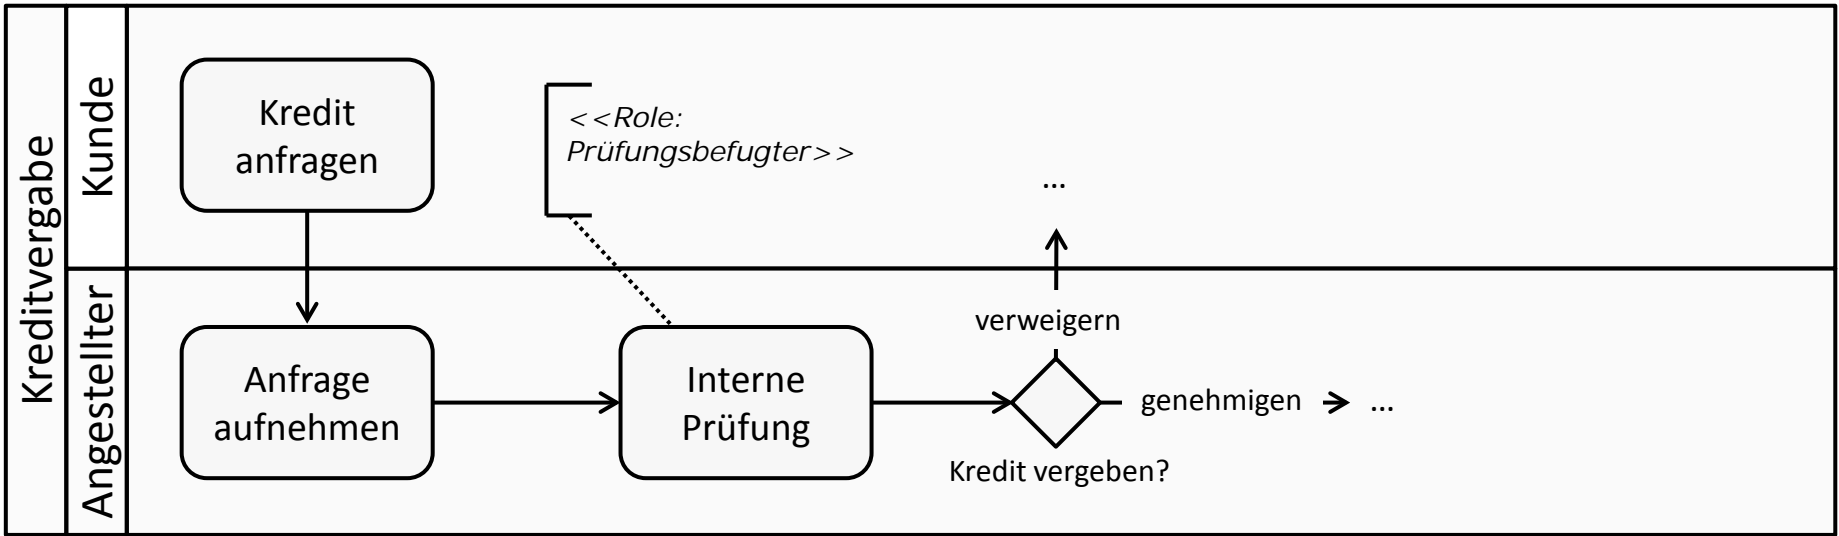 Kreditvergabe
Kunde
Kredit
anfragen
<<Role:
Prüfungsbefugter>>
...
Angestellter
Anfrage
aufnehmen
Interne
Prüfung
verweigern
genehmigen
...
Kredit vergeben?